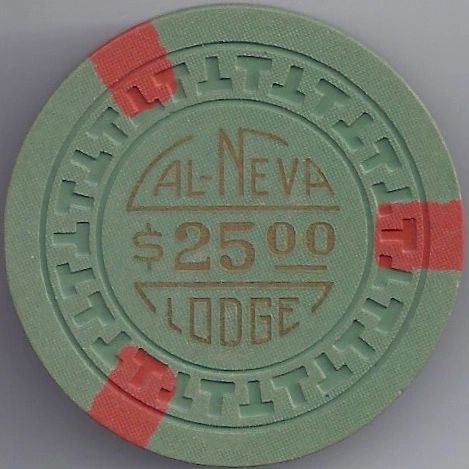 CAL-NEVA
$25.00
LODGE